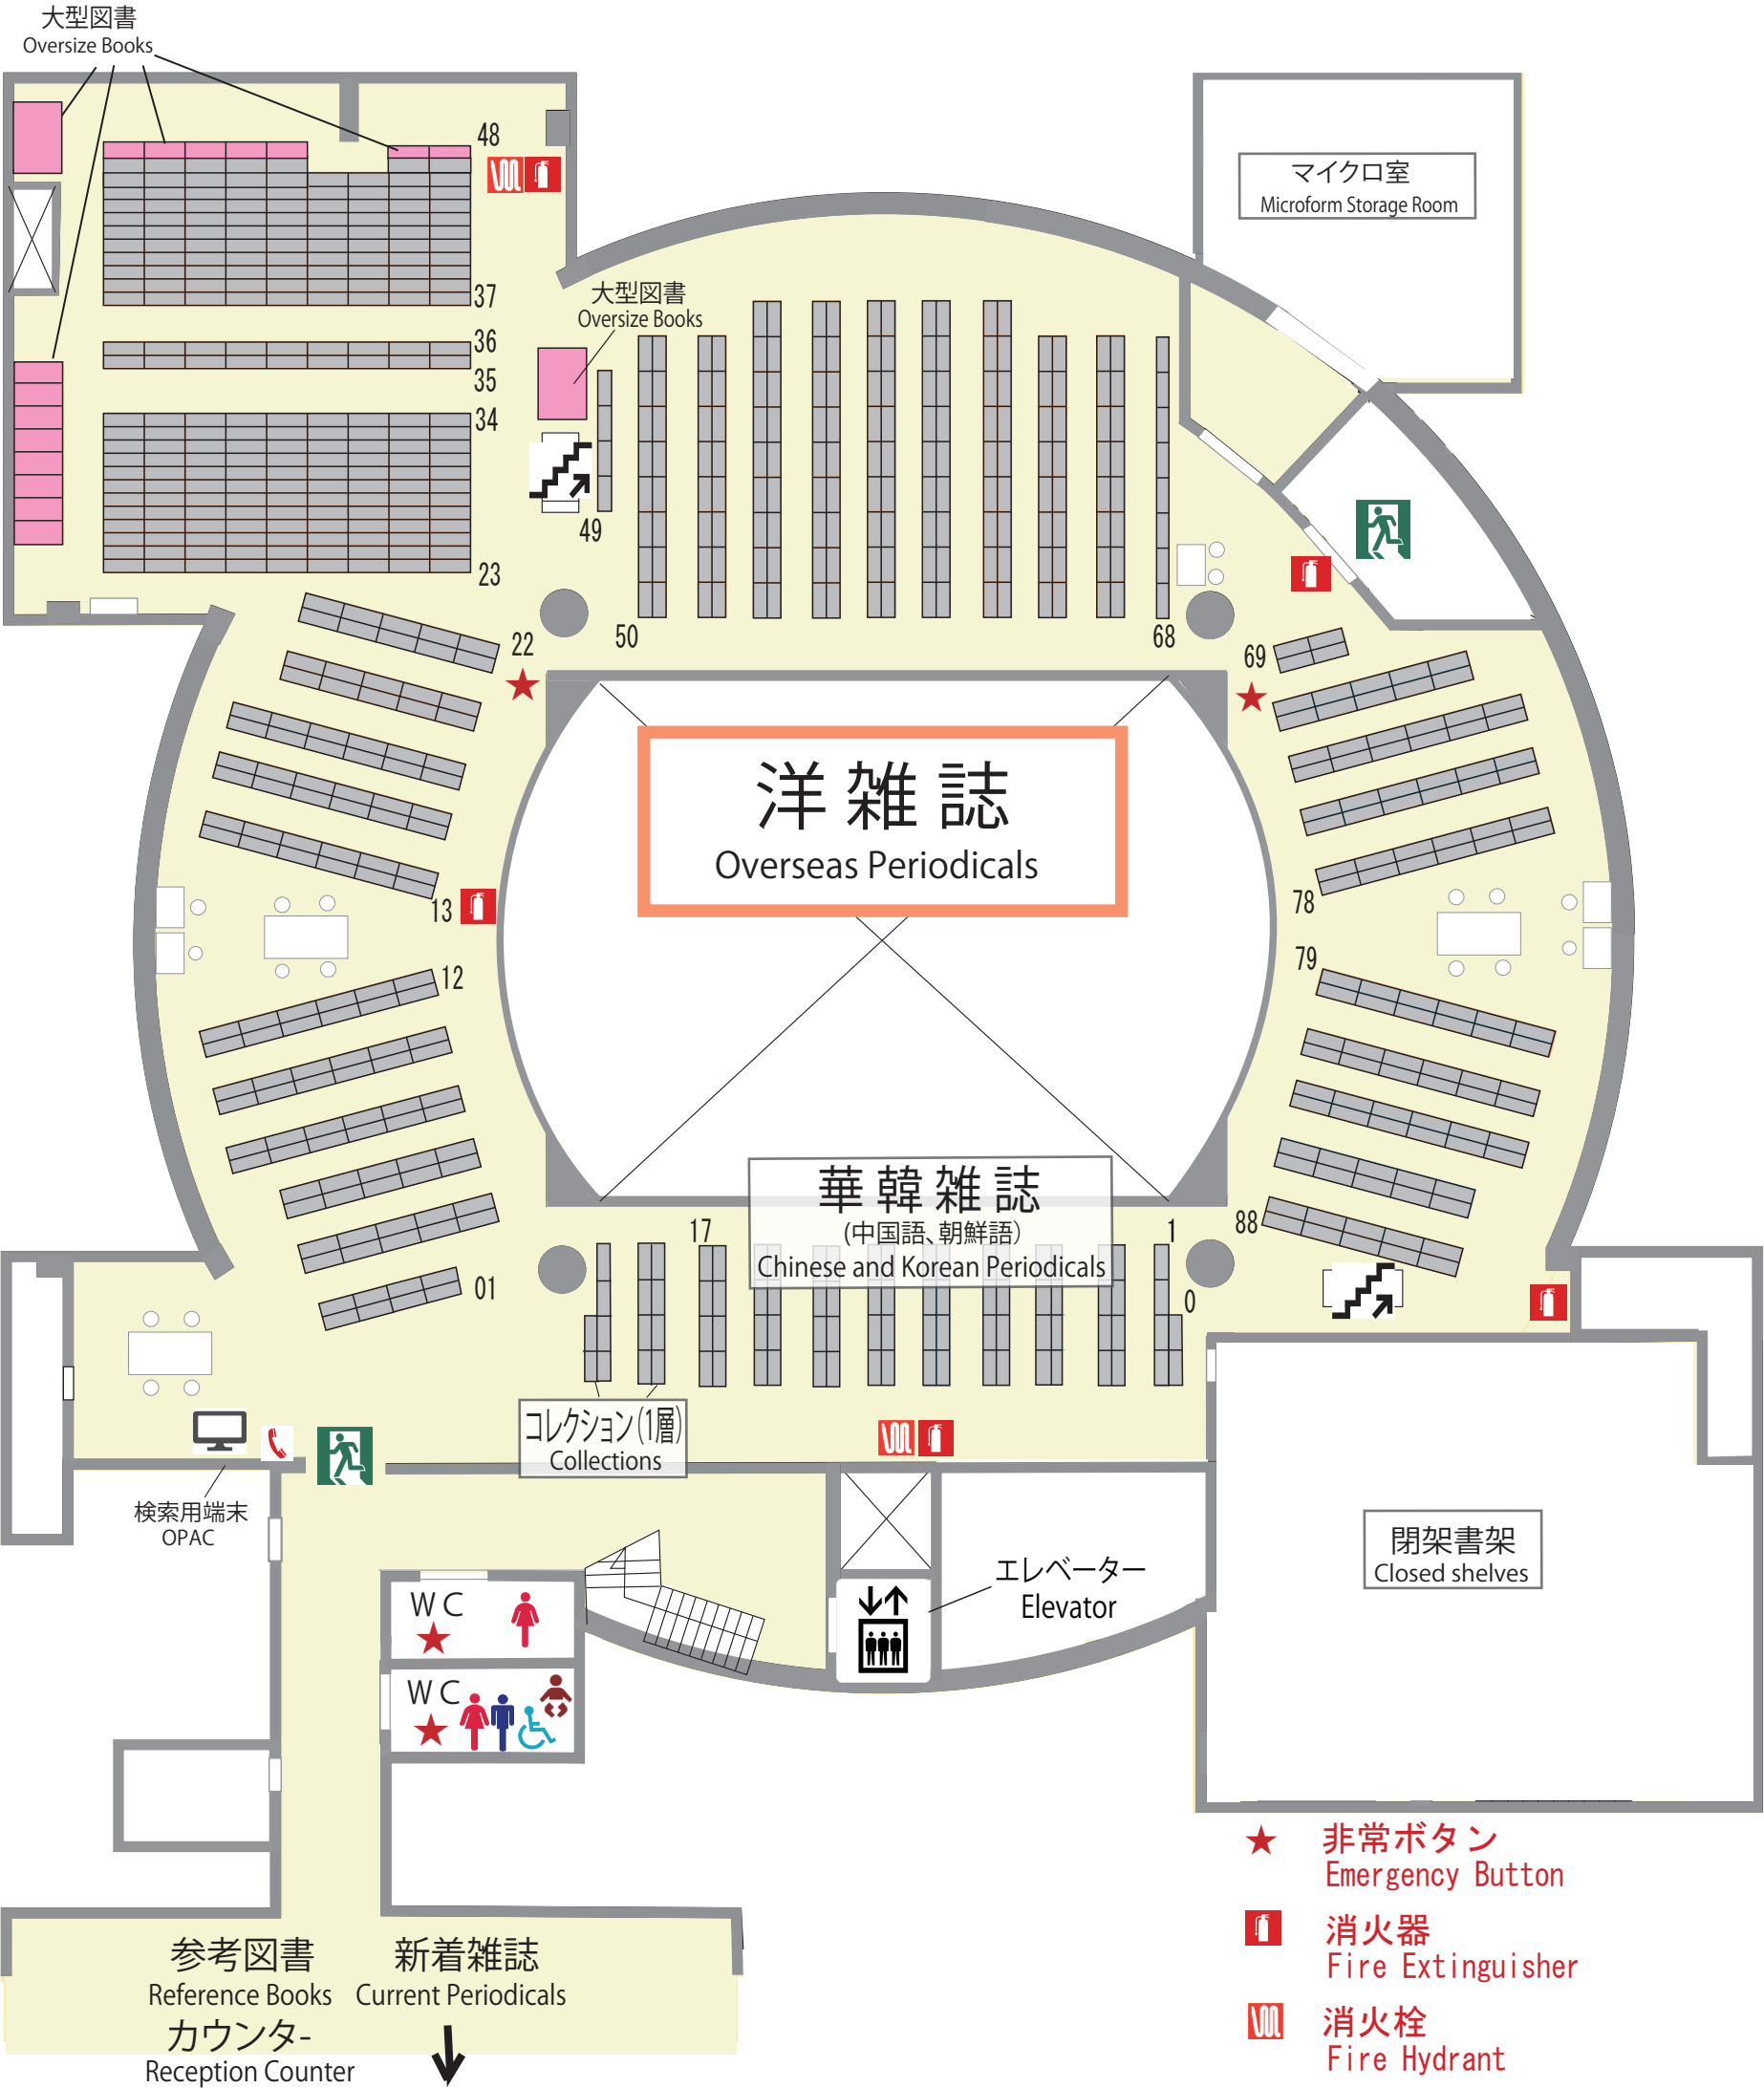 大型図書
Oversize Books
48
マイクロ室
Microform Storage Room
37
大型図書
Oversize Books
36
35
34
49
23
22
50
68
69
洋雑誌
Overseas Periodicals
13
78
12
79
華韓雑誌
(中国語、朝鮮語)
Chinese and Korean Periodicals
17
1
88
01
0
コレクション(1層)
Collections
検索用端末
OPAC
エレベーター
Elevator
閉架書架
Closed shelves
WC
WC
非常ボタン
Emergency Button
消火器
Fire Extinguisher
消火栓
Fire Hydrant
参考図書
Reference Books
新着雑誌
Current Periodicals
カウンタ-
Reception Counter